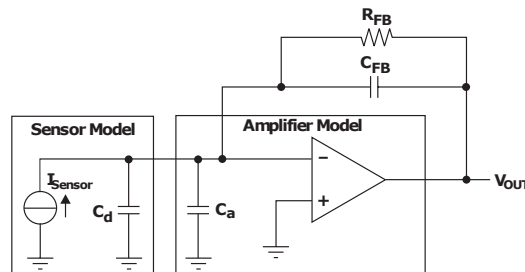 RFB
CFB
Sensor Model
Amplifier Model
ISensor
Cd
Ca
−
+
VOUT